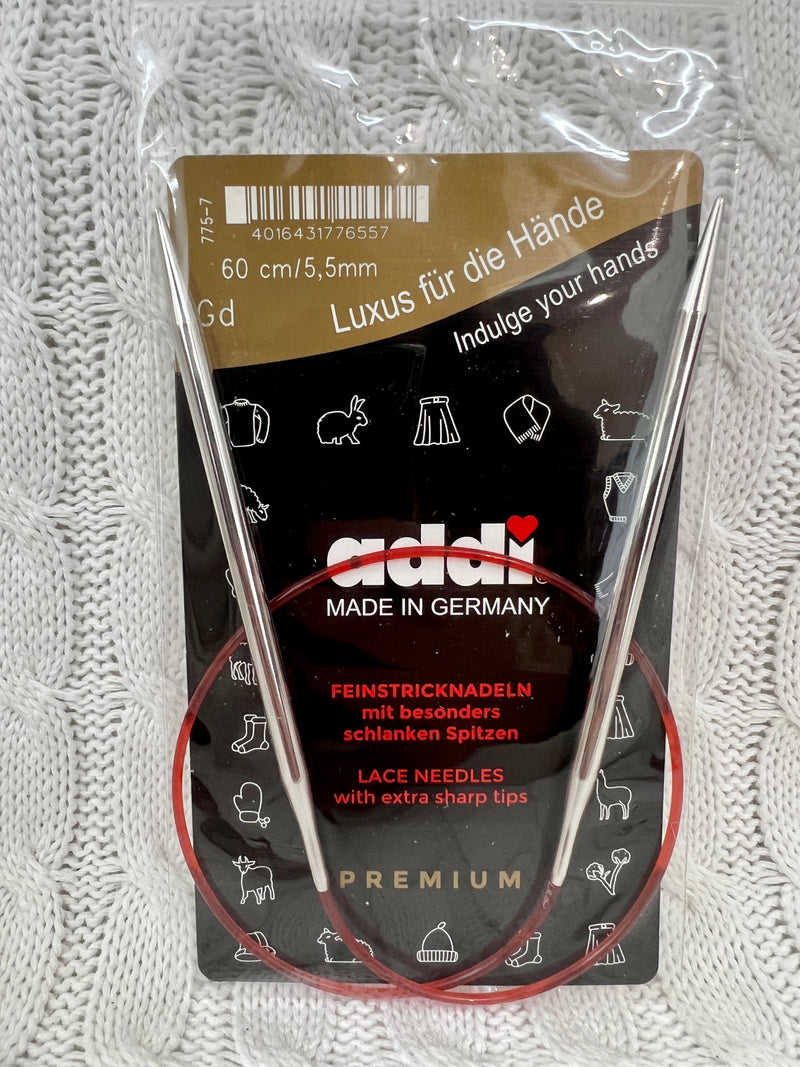 775-7
4016431776557
60 cm/5,5mm
Gd
Luxus für die Hände
Indulge your hands
addi
MADE IN GERMANY
FEINSTRICKNADELN
mit besonders
schlanken Spitzen
LACE NEEDLES
with extra sharp tips
PREMIUM